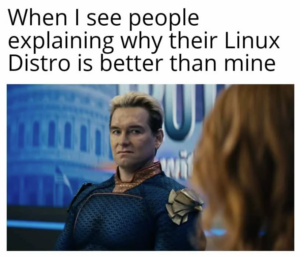 When I see people
explaining why their Linux
Distro is better than mine